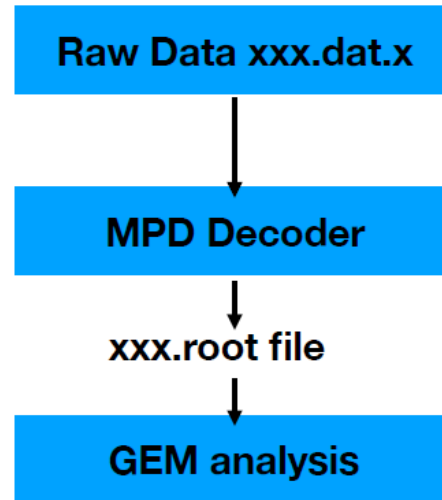 Raw Data xxx.dat.x
MPD Decoder
xxx.root file
GEM analysis